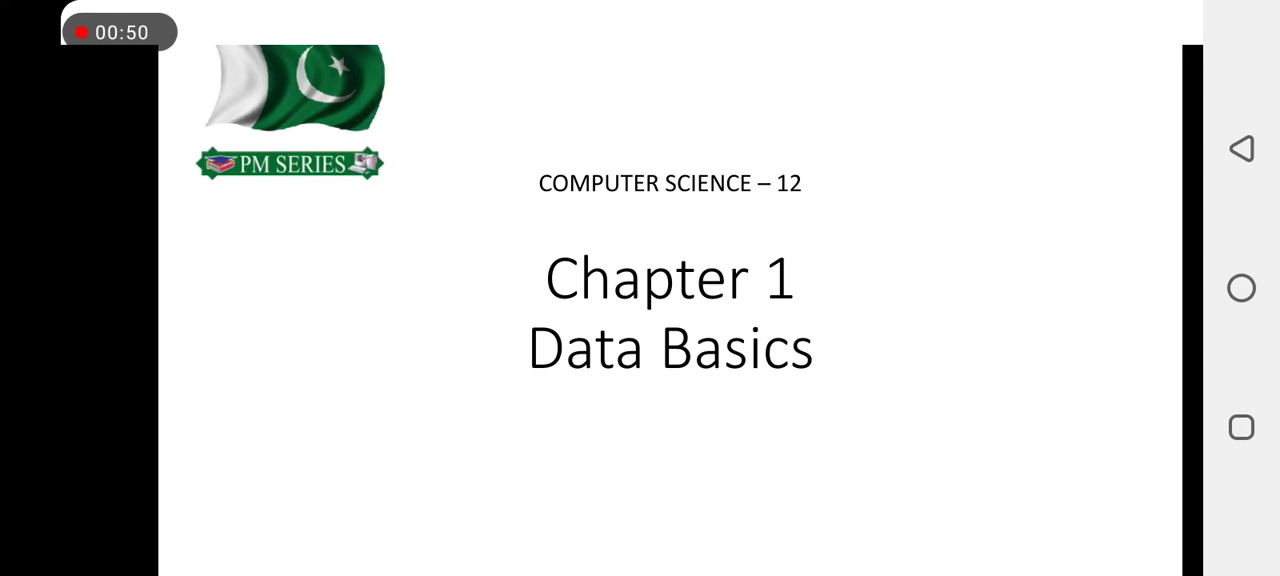 00:50
PM SERIES
COMPUTER SCIENCE – 12
Chapter 1
Data Basics